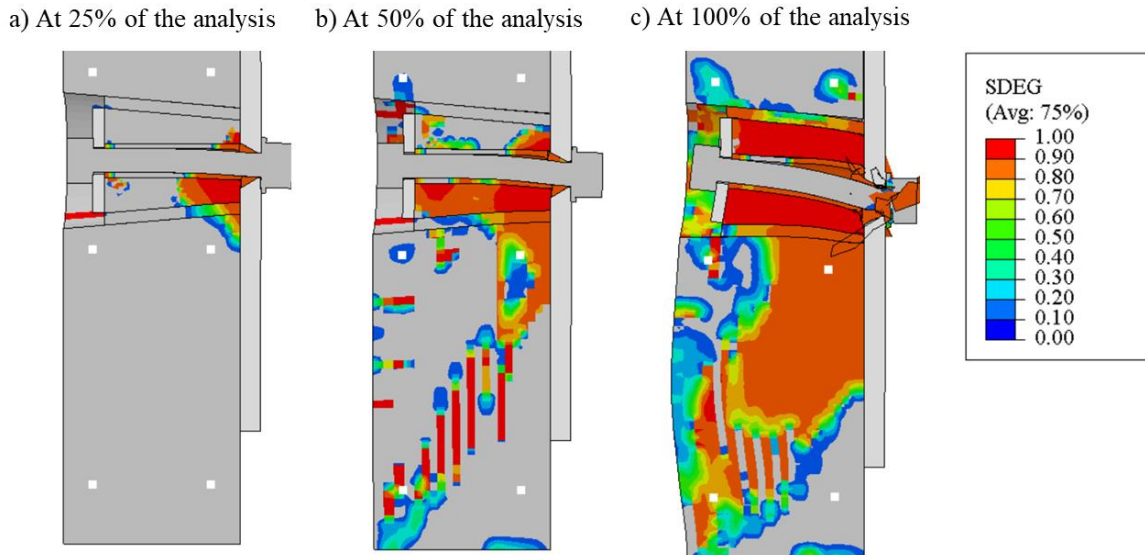 a) At 25% of the analysis
b) At 50% of the analysis
c) At 100% of the analysis
SDEG
(Avg: 75%)
1.00
0.90
0.80
0.70
0.60
0.50
0.40
0.30
0.20
0.10
0.00